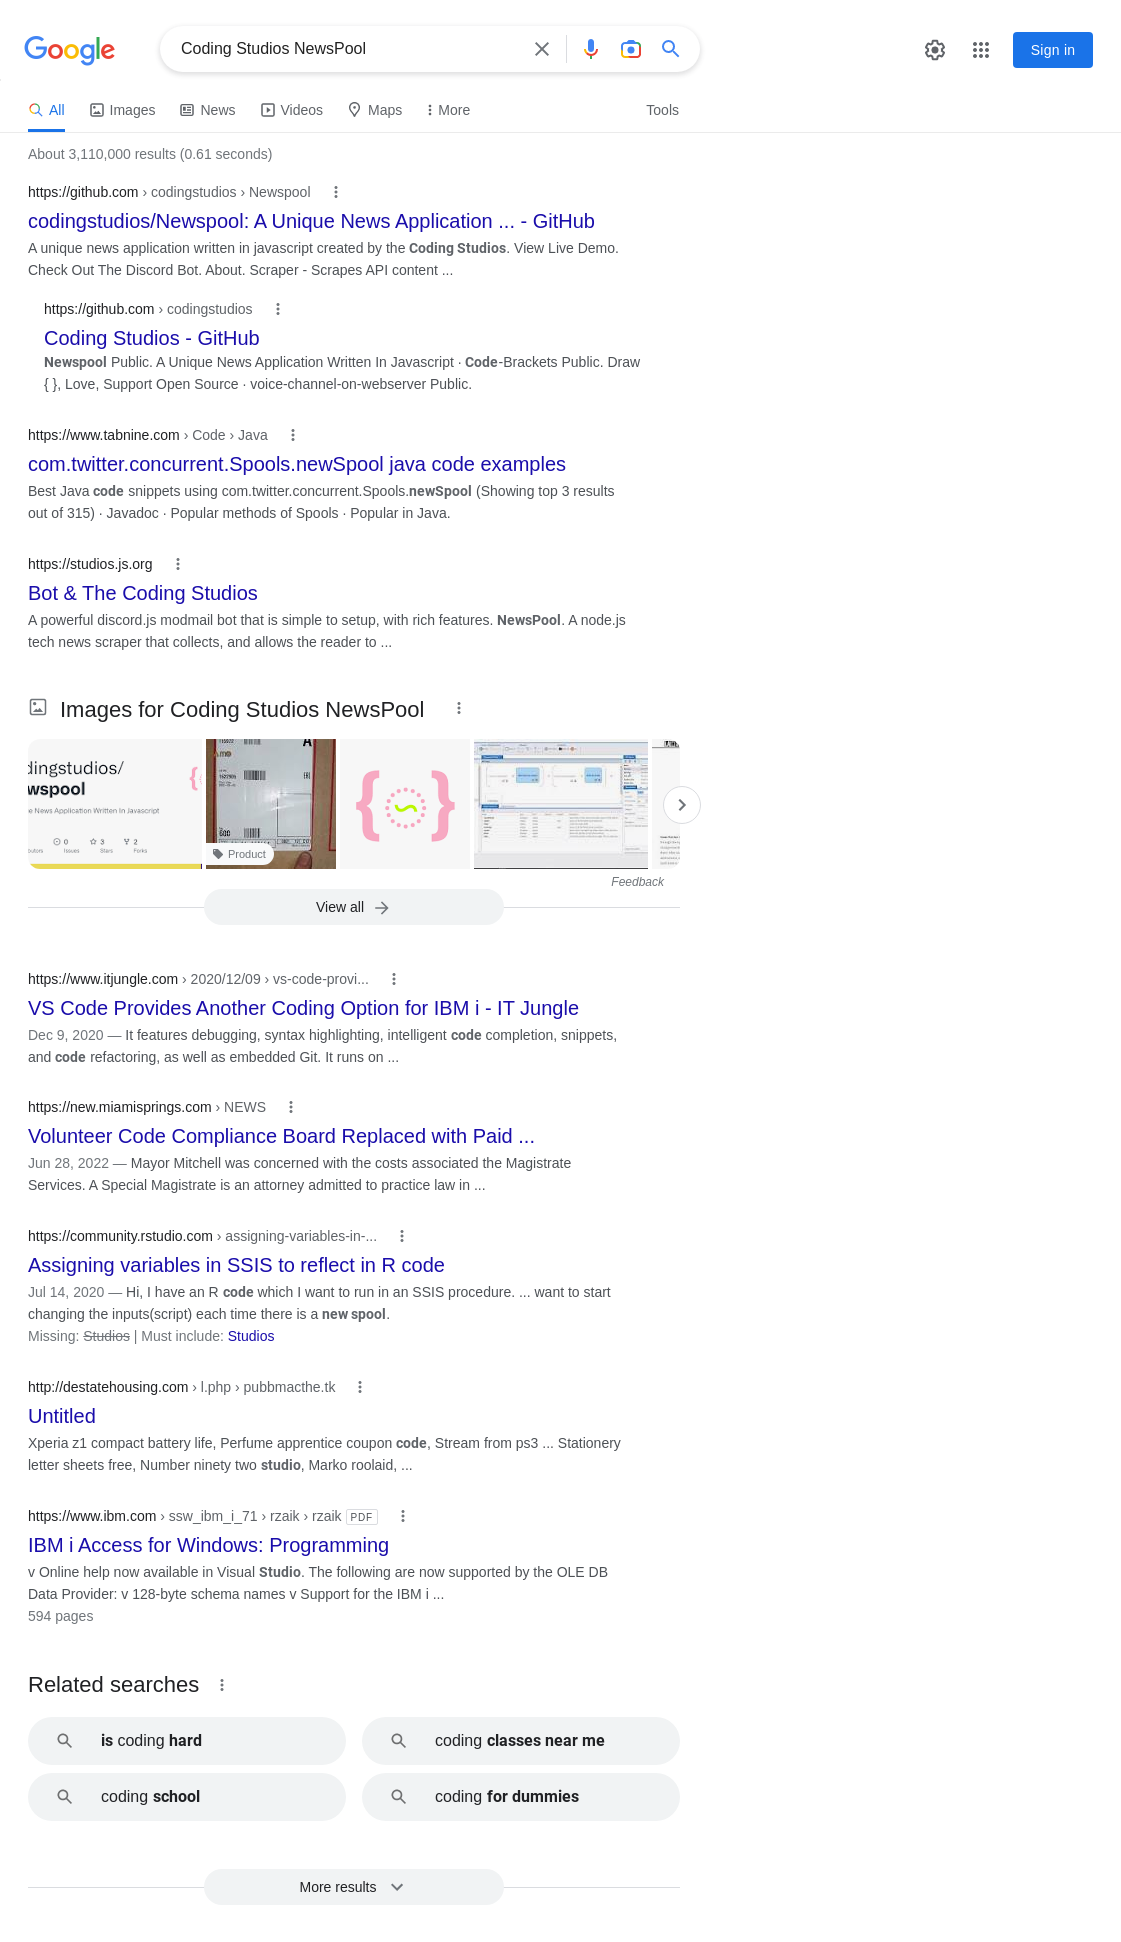 Google
Coding Studios NewsPool
Sign in
All Images News Videos Maps More Tools
About 3,110,000 results (0.61 seconds)
https://github.com › codingstudios › Newspool
codingstudios/Newspool: A Unique News Application ... - GitHub
A unique news application written in javascript created by the Coding Studios. View Live Demo.
Check Out The Discord Bot. About. Scraper - Scrapes API content ...
https://github.com › codingstudios
Coding Studios - GitHub
Newspool Public. A Unique News Application Written In Javascript · Code-Brackets Public. Draw
{ }, Love, Support Open Source · voice-channel-on-webserver Public.
https://www.tabnine.com › Code › Java
com.twitter.concurrent.Spools.newSpool java code examples
Best Java code snippets using com.twitter.concurrent.Spools.newSpool (Showing top 3 results
out of 315) · Javadoc · Popular methods of Spools · Popular in Java.
https://studios.js.org
Bot & The Coding Studios
A powerful discord.js modmail bot that is simple to setup, with rich features. NewsPool. A node.js
tech news scraper that collects, and allows the reader to ...
Images for Coding Studios NewsPool
dingstudios/
wspool
e News Application Written In Javascript
0 3 2
utors Issues Stars Forks
Product
Feedback
View all
https://www.itjungle.com › 2020/12/09 › vs-code-provi...
VS Code Provides Another Coding Option for IBM i - IT Jungle
Dec 9, 2020 — It features debugging, syntax highlighting, intelligent code completion, snippets,
and code refactoring, as well as embedded Git. It runs on ...
https://new.miamisprings.com › NEWS
Volunteer Code Compliance Board Replaced with Paid ...
Jun 28, 2022 — Mayor Mitchell was concerned with the costs associated the Magistrate
Services. A Special Magistrate is an attorney admitted to practice law in ...
https://community.rstudio.com › assigning-variables-in-...
Assigning variables in SSIS to reflect in R code
Jul 14, 2020 — Hi, I have an R code which I want to run in an SSIS procedure. ... want to start
changing the inputs(script) each time there is a new spool.
Missing: Studios | Must include: Studios
http://destatehousing.com › l.php › pubbmacthe.tk
Untitled
Xperia z1 compact battery life, Perfume apprentice coupon code, Stream from ps3 ... Stationery
letter sheets free, Number ninety two studio, Marko roolaid, ...
https://www.ibm.com › ssw_ibm_i_71 › rzaik › rzaik PDF
IBM i Access for Windows: Programming
v Online help now available in Visual Studio. The following are now supported by the OLE DB
Data Provider: v 128-byte schema names v Support for the IBM i ...
594 pages
Related searches
is coding hard
coding classes near me
coding school
coding for dummies
More results